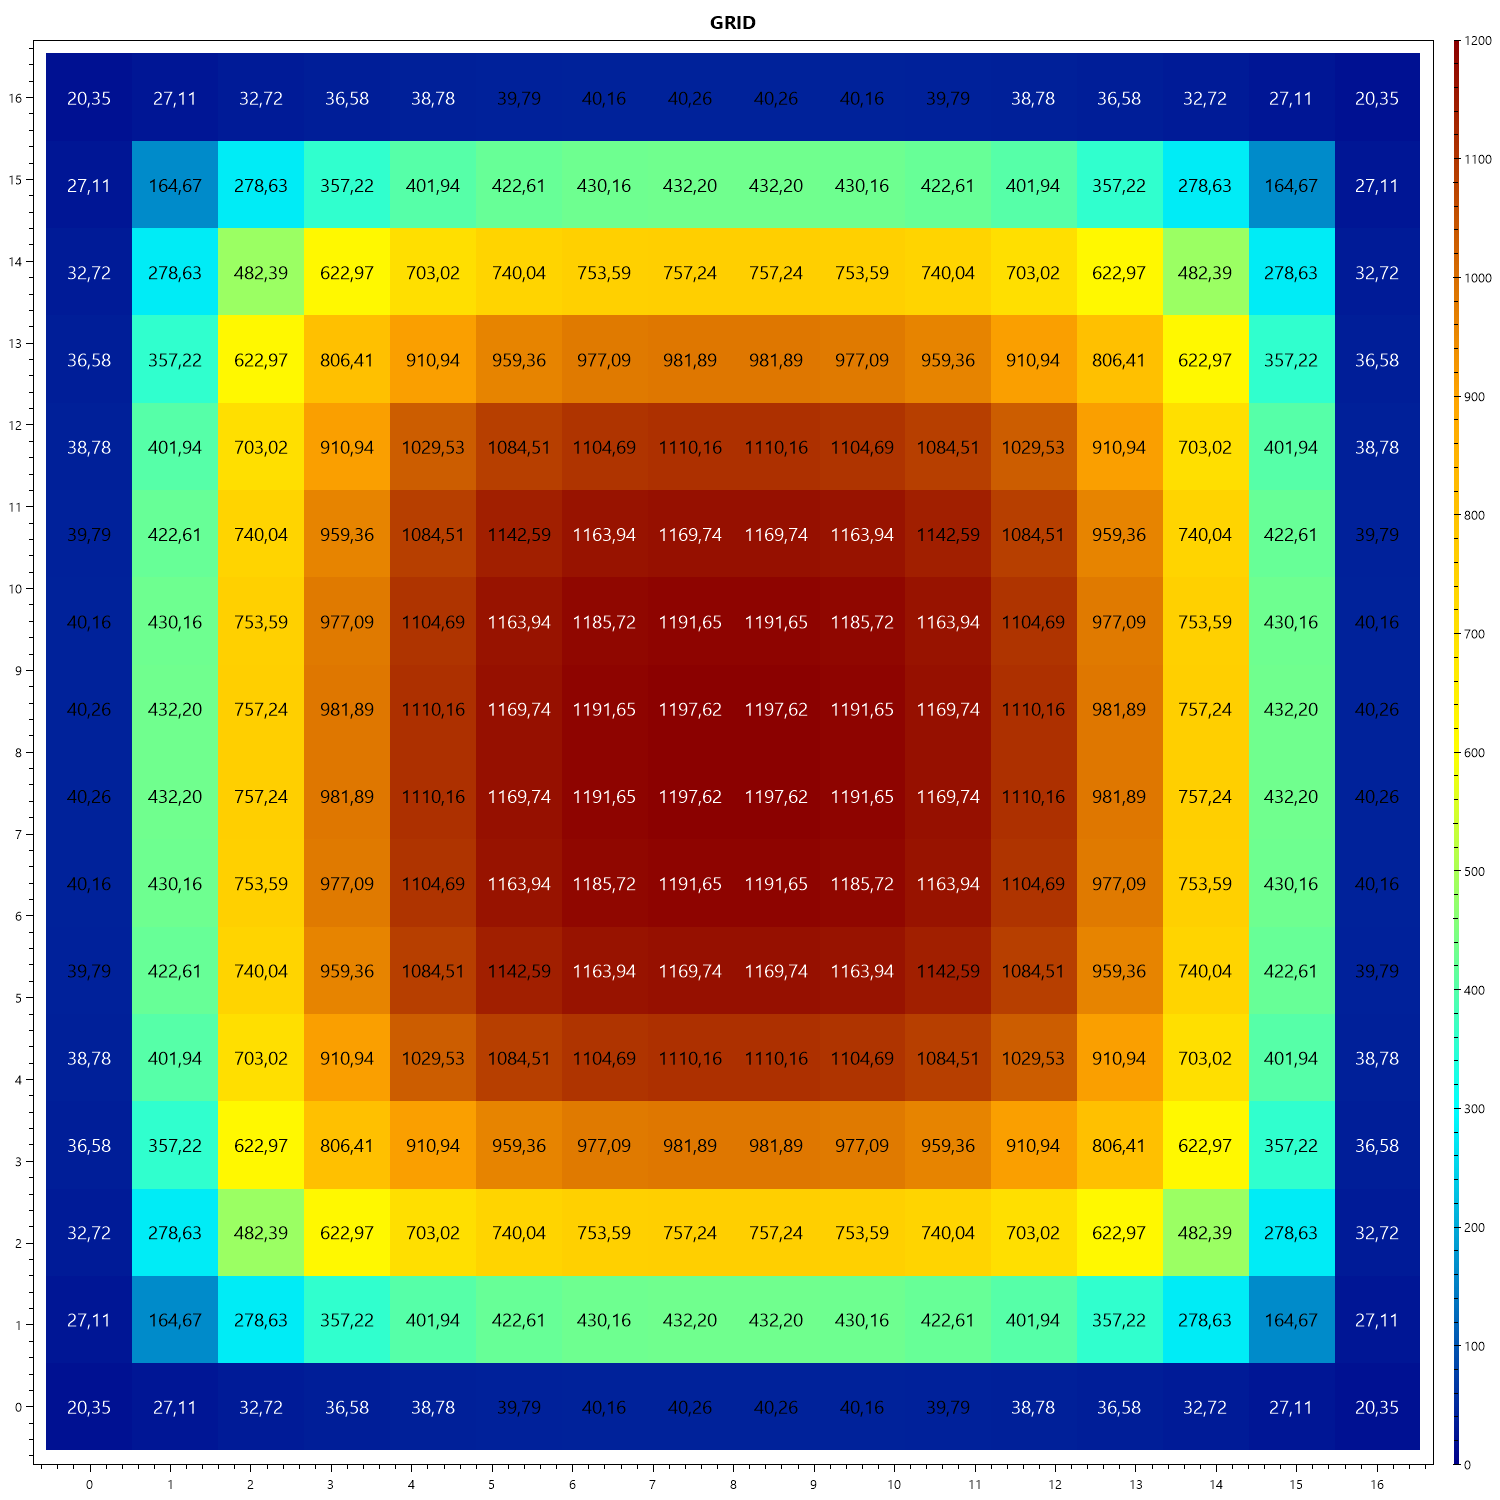 GRID
16 20,35 27,11 32,72 36,58 38,78 39,79 40,16 40,26 40,26 40,16 39,79 38,78 36,58 32,72 27,11 20,35 1200
1100
15 27,11 164,67 278,63 357,22 401,94 422,61 430,16 432,20 432,20 430,16 422,61 401,94 357,22 278,63 164,67 27,11
14 32,72 278,63 482,39 622,97 703,02 740,04 753,59 757,24 757,24 753,59 740,04 703,02 622,97 482,39 278,63 32,72
1000
13 36,58 357,22 622,97 806,41 910,94 959,36 977,09 981,89 981,89 977,09 959,36 910,94 806,41 622,97 357,22 36,58
900
12 38,78 401,94 703,02 910,94 1029,53 1084,51 1104,69 1110,16 1110,16 1104,69 1084,51 1029,53 910,94 703,02 401,94 38,78
800
11 39,79 422,61 740,04 959,36 1084,51 1142,59 1163,94 1169,74 1169,74 1163,94 1142,59 1084,51 959,36 740,04 422,61 39,79
10 40,16 430,16 753,59 977,09 1104,69 1163,94 1185,72 1191,65 1191,65 1185,72 1163,94 1104,69 977,09 753,59 430,16 40,16
700
9 40,26 432,20 757,24 981,89 1110,16 1169,74 1191,65 1197,62 1197,62 1191,65 1169,74 1110,16 981,89 757,24 432,20 40,26
600
8 40,26 432,20 757,24 981,89 1110,16 1169,74 1191,65 1197,62 1197,62 1191,65 1169,74 1110,16 981,89 757,24 432,20 40,26
7
500
6 40,16 430,16 753,59 977,09 1104,69 1163,94 1185,72 1191,65 1191,65 1185,72 1163,94 1104,69 977,09 753,59 430,16 40,16
5 39,79 422,61 740,04 959,36 1084,51 1142,59 1163,94 1169,74 1169,74 1163,94 1142,59 1084,51 959,36 740,04 422,61 39,79
400
4 38,78 401,94 703,02 910,94 1029,53 1084,51 1104,69 1110,16 1110,16 1104,69 1084,51 1029,53 910,94 703,02 401,94 38,78
300
3 36,58 357,22 622,97 806,41 910,94 959,36 977,09 981,89 981,89 977,09 959,36 910,94 806,41 622,97 357,22 36,58
200
2 32,72 278,63 482,39 622,97 703,02 740,04 753,59 757,24 757,24 753,59 740,04 703,02 622,97 482,39 278,63 32,72
1 27,11 164,67 278,63 357,22 401,94 422,61 430,16 432,20 432,20 430,16 422,61 401,94 357,22 278,63 164,67 27,11
100
0 20,35 27,11 32,72 36,58 38,78 39,79 40,16 40,26 40,26 40,16 39,79 38,78 36,58 32,72 27,11 20,35
0
0 1 2 3 4 5 6 7 8 9 10 11 12 13 14 15 16